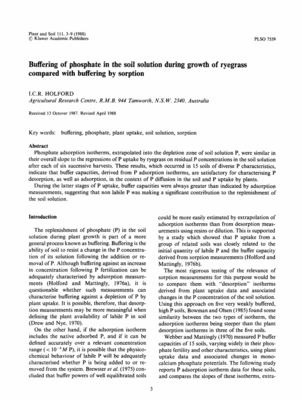 Plant and Soil 111, 3-9 (1988)
© Kluwer Academic Publishers
PLSO 7539
Buffering of phosphate in the soil solution during growth of ryegrass
compared with buffering by sorption
I.C.R. HOLFORD
Agricultural Research Centre, R.M.B. 944 Tamworth, N.S.W. 2340, Australia
Received 13 October 1987. Revised April 1988
Key words: buffering, phosphate, plant uptake, soil solution, sorption
Abstract
Phosphate adsorption isotherms, extrapolated into the depletion zone of soil solution P, were similar in
their overall slope to the regressions of P uptake by ryegrass on residual P concentrations in the soil solution
after each of six successive harvests. These results, which occurred in 15 soils of diverse P characteristics,
indicate that buffer capacities, derived from P adsorption isotherms, are satisfactory for characterising P
desorption, as well as adsorption, in the context of P diffusion in the soil and P uptake by plants.
During the latter stages of P uptake, buffer capacities were always greater than indicated by adsorption
measurements, suggesting that non labile P was making a significant contribution to the replenishment of
the soil solution.
Introduction
The replenishment of phosphate (P) in the soil
solution during plant growth is part of a more
general process known as buffering. Buffering is the
ability of soil to resist a change in the P concentra-
tion of its solution following the addition or re-
moval of P. Although buffering against an increase
in concentration following P fertilization can be
adequately characterised by adsorption measure-
ments (Holford and Mattingly, 1976a), it is
questionable whether such measurements can
characterise buffering against a depletion of P by
plant uptake. It is possible, therefore, that desorp-
tion measurements may be more meaningful when
defining the plant availability of labile P in soil
(Drew and Nye, 1970).
On the other hand, if the adsorption isotherm
includes the native adsorbed P, and if it can be
defined accurately over a relevant concentration
range (< 10⁻⁴ M P), it is possible that the physico-
chemical behaviour of labile P will be adequately
characterised whether P is being added to or re-
moved from the system. Bowman et al. (1975) con-
cluded that buffer powers of well equilibrated soils
could be more easily estimated by extrapolation of
adsorption isotherms than from desorption meas-
urements using resins or dilution. This is supported
by a study which showed that P uptake from a
group of related soils was closely related to the
initial quantity of labile P and the buffer capacity
derived from sorption measurements (Holford and
Mattingly, 1976b).
The most rigorous testing of the relevance of
sorption measurements for this purpose would be
to compare them with "desorption" isotherms
derived from plant uptake data and associated
changes in the P concentration of the soil solution.
Using this approach on five very weakly buffered,
high P soils, Bowman and Olsen (1985) found some
similarity between the two types of isotherm, the
adsorption isotherms being steeper than the plant
desorption isotherms in three of the five soils.
Webber and Mattingly (1970) measured P buffer
capacities of 15 soils, varying widely in their phos-
phate fertility and other characteristics, using plant
uptake data and associated changes in mono-
calcium phosphate potentials. The following study
reports P adsorption isotherm data for these soils,
and compares the slopes of these isotherms, extra-
3